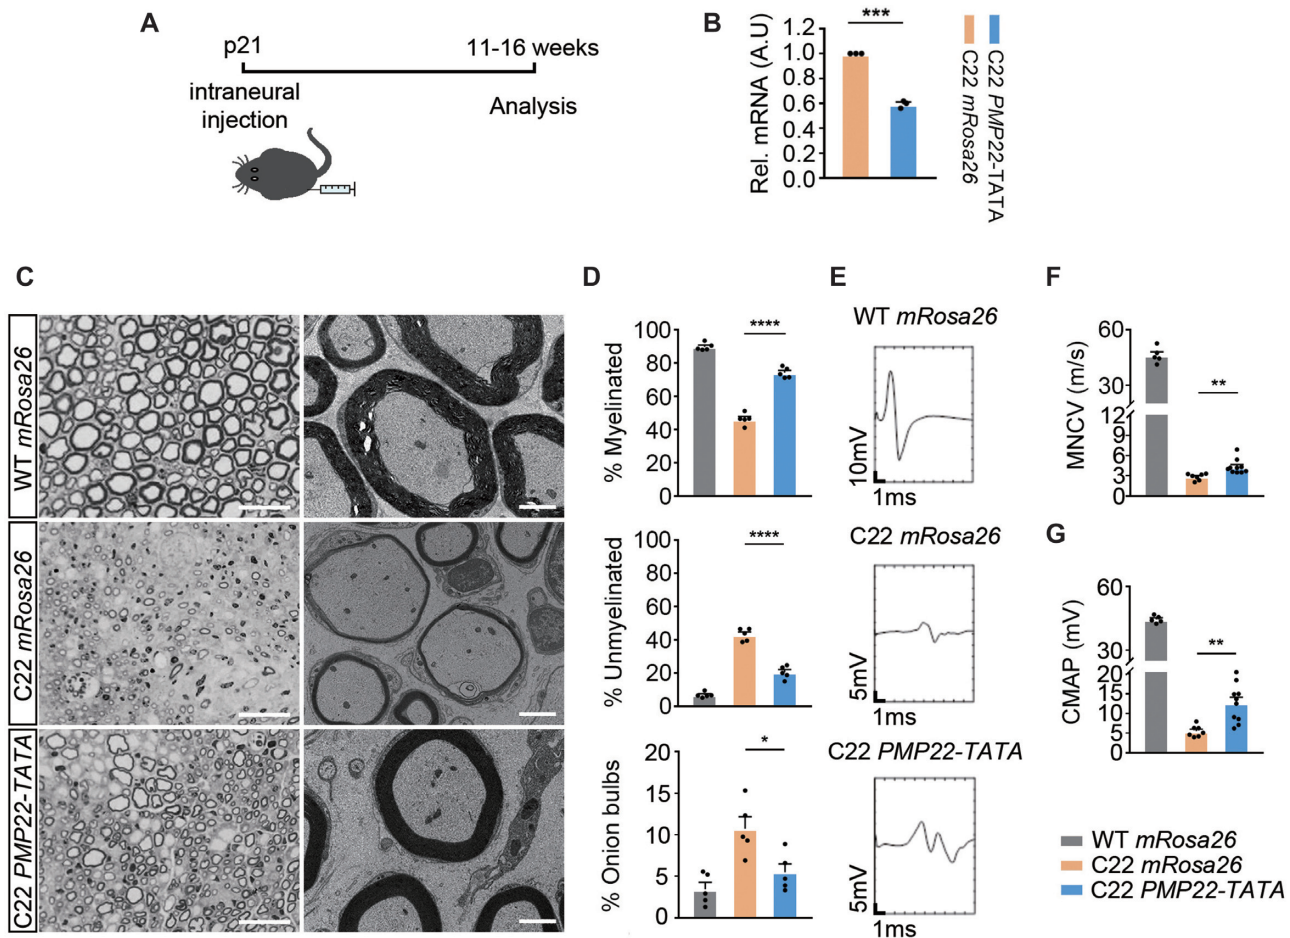 A
p21
11-16 weeks
intraneural
injection
Analysis
B
***
Rel. mRNA (A.U)
1.2
1.0
0.8
0.6
0.4
0.2
0.0
C22 PMP22-TATA
C22 mRosa26
C
WT mRosa26
C22 mRosa26
C22 PMP22-TATA
D
% Myelinated
100
80
60
40
20
0
****
% Unmyelinated
100
80
60
40
20
0
****
% Onion bulbs
20
15
10
5
0
*
E
WT mRosa26
10mV
1ms
C22 mRosa26
5mV
1ms
C22 PMP22-TATA
5mV
1ms
F
MNCV (m/s)
60
30
12
9
6
3
0
**
G
CMAP (mV)
60
30
20
15
10
5
0
**
WT mRosa26
C22 mRosa26
C22 PMP22-TATA